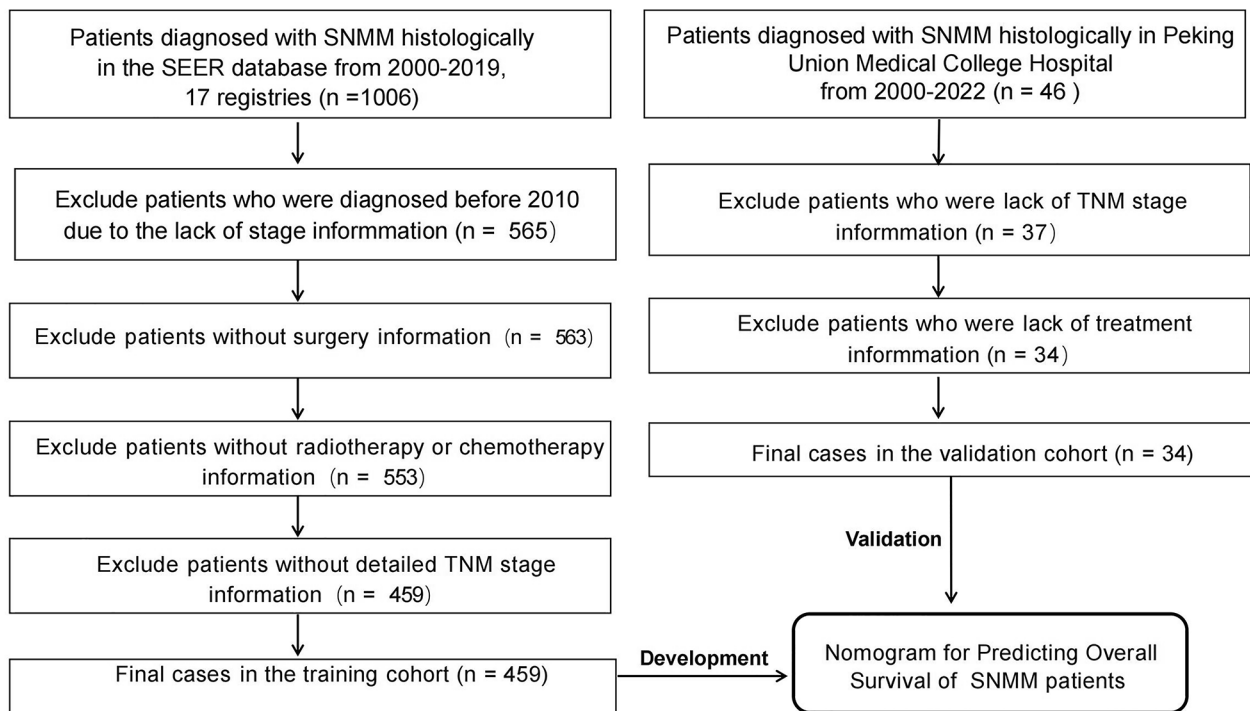 Patients diagnosed with SNMM histologically
in the SEER database from 2000-2019,
17 registries (n =1006)
Exclude patients who were diagnosed before 2010
due to the lack of stage informmation (n = 565)
Exclude patients without surgery information (n = 563)
Exclude patients without radiotherapy or chemotherapy
information (n = 553)
Exclude patients without detailed TNM stage
information (n = 459)
Final cases in the training cohort (n = 459)
Patients diagnosed with SNMM histologically in Peking
Union Medical College Hospital
from 2000-2022 (n = 46 )
Exclude patients who were lack of TNM stage
informmation (n = 37)
Exclude patients who were lack of treatment
informmation (n = 34)
Final cases in the validation cohort (n = 34)
Validation
Development
Nomogram for Predicting Overall
Survival of SNMM patients